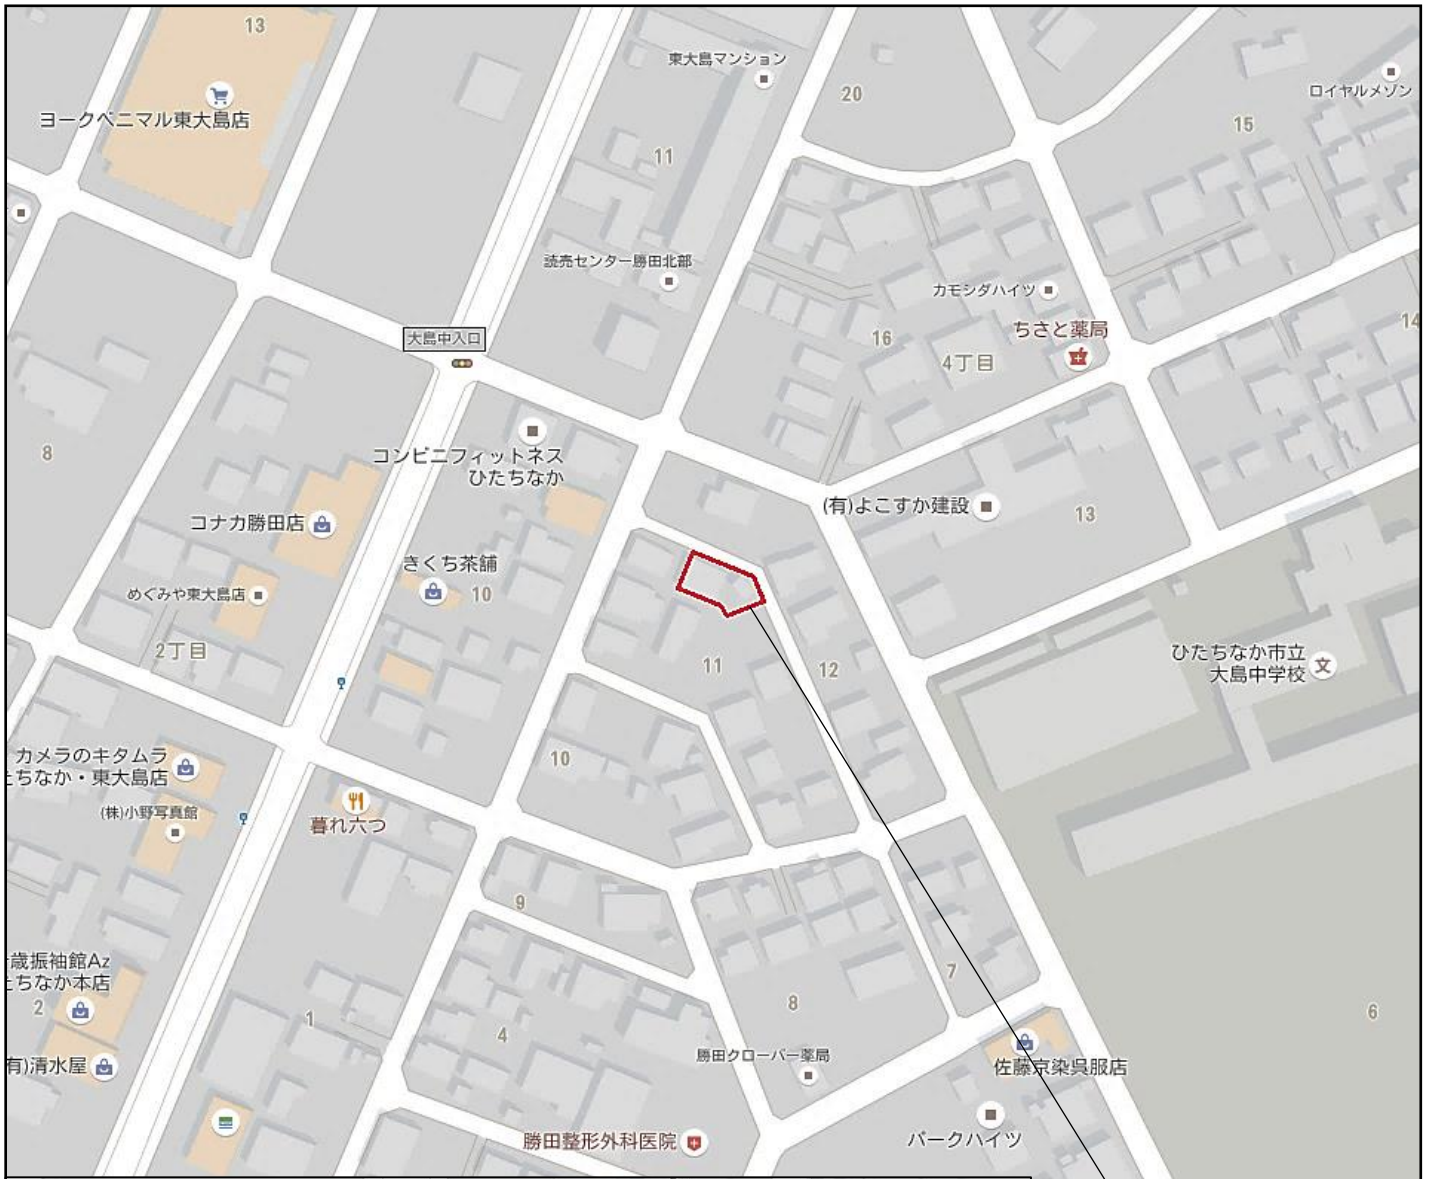 13
東大島マンション
20
ロイヤルメゾン
ヨークベニマル東大島店
15
11
読売センター勝田北部
カモシダハイツ
ちさと薬局
14
大島中入口
16
4丁目
8
コンビニフィットネス
ひたちなか
コナカ勝田店
(有)よこすか建設
13
きくち茶舗
めぐみや東大島店
10
2丁目
11
12
ひたちなか市立
大島中学校
文
カメラのキタムラ
たちなか・東大島店
10
(株)小野写真館
暮れ六つ
9
歳振袖館Az
たちなか本店
2
7
8
6
1
4
有)清水屋
勝田クローバー薬局
佐藤京染呉服店
勝田整形外科医院
パークハイツ